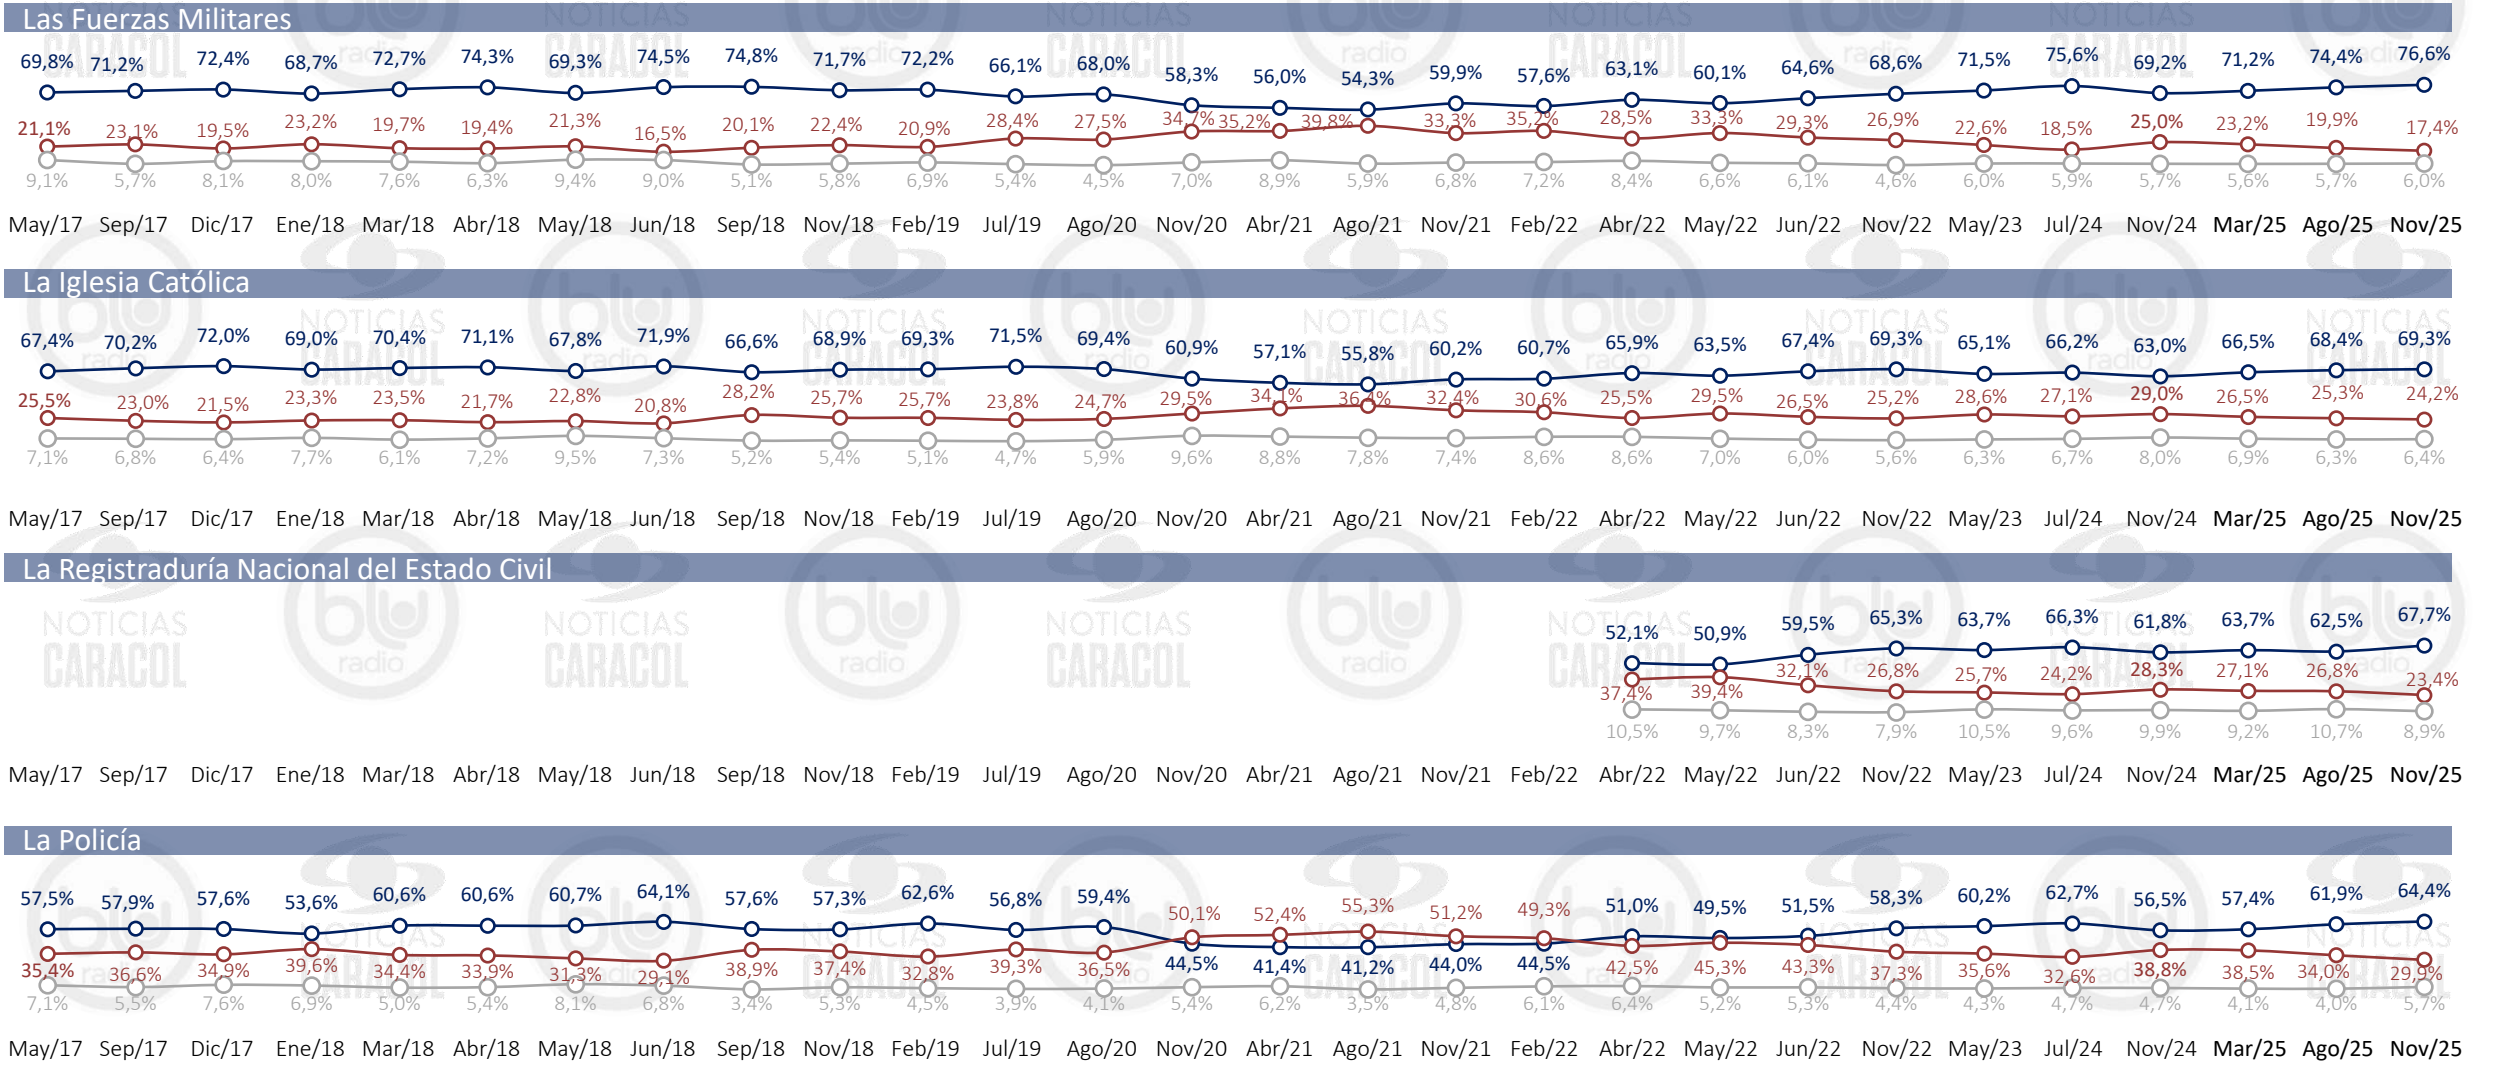 Las Fuerzas Militares
69,8% 71,2% 72,4% 68,7% 72,7% 74,3% 69,3% 74,5% 74,8% 71,7% 72,2% 66,1% 68,0% 58,3% 56,0% 54,3% 59,9% 57,6% 63,1% 60,1% 64,6% 68,6% 71,5% 75,6% 69,2% 71,2% 74,4% 76,6%
21,1% 23,1% 19,5% 23,2% 19,7% 19,4% 21,3% 16,5% 20,1% 22,4% 20,9% 28,4% 27,5% 34,7% 35,2% 39,8% 33,3% 35,2% 28,5% 33,3% 29,3% 26,9% 22,6% 18,5% 25,0% 23,2% 19,9% 17,4%
9,1% 5,7% 8,1% 8,0% 7,6% 6,3% 9,4% 9,0% 5,1% 5,8% 6,9% 5,4% 4,5% 7,0% 8,9% 5,9% 6,8% 7,2% 8,4% 6,6% 6,1% 4,6% 6,0% 5,9% 5,7% 5,6% 5,7% 6,0%
May/17 Sep/17 Dic/17 Ene/18 Mar/18 Abr/18 May/18 Jun/18 Sep/18 Nov/18 Feb/19 Jul/19 Ago/20 Nov/20 Abr/21 Ago/21 Nov/21 Feb/22 Abr/22 May/22 Jun/22 Nov/22 May/23 Jul/24 Nov/24 Mar/25 Ago/25 Nov/25
La Iglesia Católica
67,4% 70,2% 72,0% 69,0% 70,4% 71,1% 67,8% 71,9% 66,6% 68,9% 69,3% 71,5% 69,4% 60,9% 57,1% 55,8% 60,2% 60,7% 65,9% 63,5% 67,4% 69,3% 65,1% 66,2% 63,0% 66,5% 68,4% 69,3%
25,5% 23,0% 21,5% 23,3% 23,5% 21,7% 22,8% 20,8% 28,2% 25,7% 25,7% 23,8% 24,7% 29,5% 34,1% 36,4% 32,4% 30,6% 25,5% 29,5% 26,5% 25,2% 28,6% 27,1% 29,0% 26,5% 25,3% 24,2%
7,1% 6,8% 6,4% 7,7% 6,1% 7,2% 9,5% 7,3% 5,2% 5,4% 5,1% 4,7% 5,9% 9,6% 8,8% 7,8% 7,4% 8,6% 8,6% 7,0% 6,0% 5,6% 6,3% 6,7% 8,0% 6,9% 6,3% 6,4%
May/17 Sep/17 Dic/17 Ene/18 Mar/18 Abr/18 May/18 Jun/18 Sep/18 Nov/18 Feb/19 Jul/19 Ago/20 Nov/20 Abr/21 Ago/21 Nov/21 Feb/22 Abr/22 May/22 Jun/22 Nov/22 May/23 Jul/24 Nov/24 Mar/25 Ago/25 Nov/25
La Registraduría Nacional del Estado Civil
52,1% 50,9% 59,5% 65,3% 63,7% 66,3% 61,8% 63,7% 62,5% 67,7%
37,4% 39,4% 32,1% 26,8% 25,7% 24,2% 28,3% 27,1% 26,8% 23,4%
10,5% 9,7% 8,3% 7,9% 10,5% 9,6% 9,9% 9,2% 10,7% 8,9%
May/17 Sep/17 Dic/17 Ene/18 Mar/18 Abr/18 May/18 Jun/18 Sep/18 Nov/18 Feb/19 Jul/19 Ago/20 Nov/20 Abr/21 Ago/21 Nov/21 Feb/22 Abr/22 May/22 Jun/22 Nov/22 May/23 Jul/24 Nov/24 Mar/25 Ago/25 Nov/25
La Policía
57,5% 57,9% 57,6% 53,6% 60,6% 60,6% 60,7% 64,1% 57,6% 57,3% 62,6% 56,8% 59,4% 44,5% 41,4% 41,2% 44,0% 44,5% 51,0% 49,5% 51,5% 58,3% 60,2% 62,7% 56,5% 57,4% 61,9% 64,4%
35,4% 36,6% 34,9% 39,6% 34,4% 33,9% 31,3% 29,1% 38,9% 37,4% 32,8% 39,3% 36,5% 50,1% 52,4% 55,3% 51,2% 49,3% 42,5% 45,3% 43,3% 37,3% 35,6% 32,6% 38,8% 38,5% 34,0% 29,9%
7,1% 5,5% 7,6% 6,9% 5,0% 5,4% 8,1% 6,8% 3,4% 5,3% 4,5% 3,9% 4,1% 5,4% 6,2% 3,5% 4,8% 6,1% 6,4% 5,2% 5,3% 4,4% 4,3% 4,7% 4,7% 4,1% 4,0% 5,7%
May/17 Sep/17 Dic/17 Ene/18 Mar/18 Abr/18 May/18 Jun/18 Sep/18 Nov/18 Feb/19 Jul/19 Ago/20 Nov/20 Abr/21 Ago/21 Nov/21 Feb/22 Abr/22 May/22 Jun/22 Nov/22 May/23 Jul/24 Nov/24 Mar/25 Ago/25 Nov/25
NOTICIAS
CARACOL
blu
radio